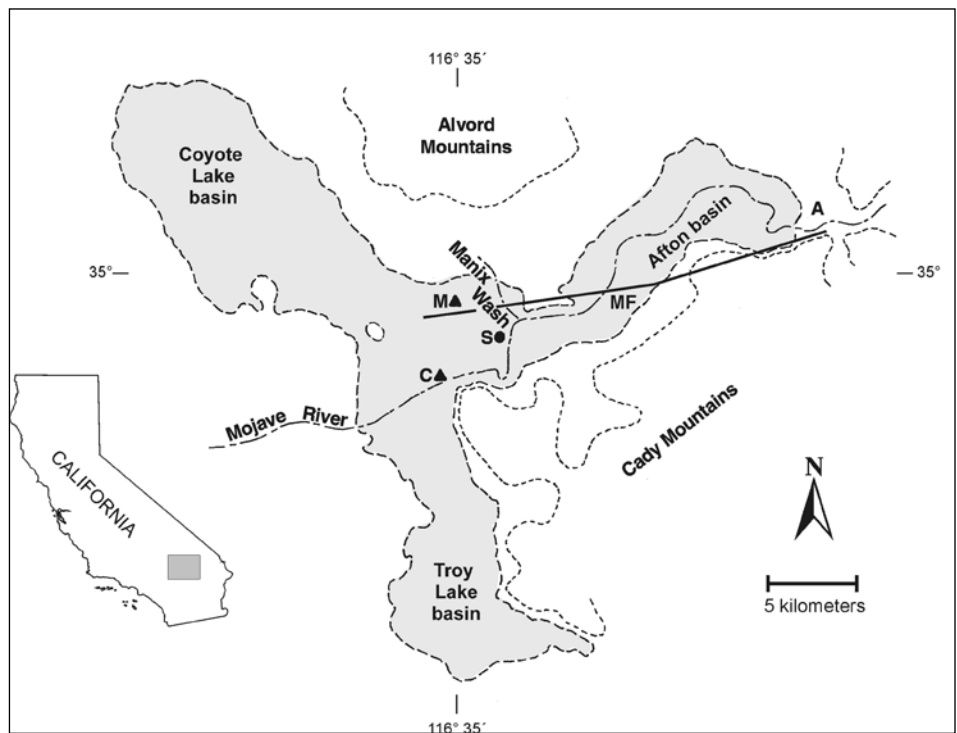 116° 35´
Alvord
Mountains
Coyote
Lake
basin
A
Afton basin
Manix
Wash
35°
35°
M
MF
S
C
Mojave River
Cady Mountains
CALIFORNIA
N
Troy
Lake
basin
5 kilometers
116° 35´